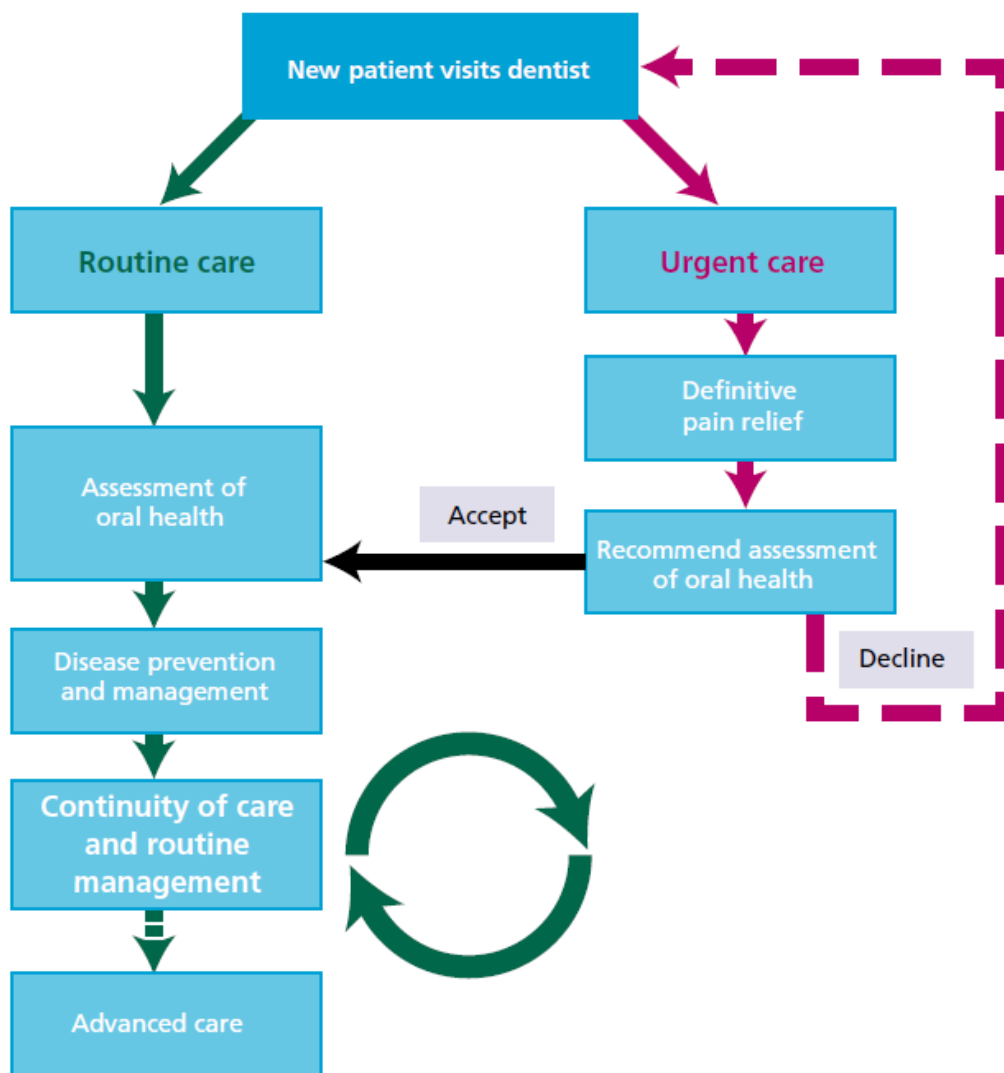 New patient visits dentist
Routine care
Urgent care
Definitive
pain relief
Assessment of
oral health
Accept
Recommend assessment
of oral health
Decline
Disease prevention
and management
Continuity of care
and routine
management
Advanced care